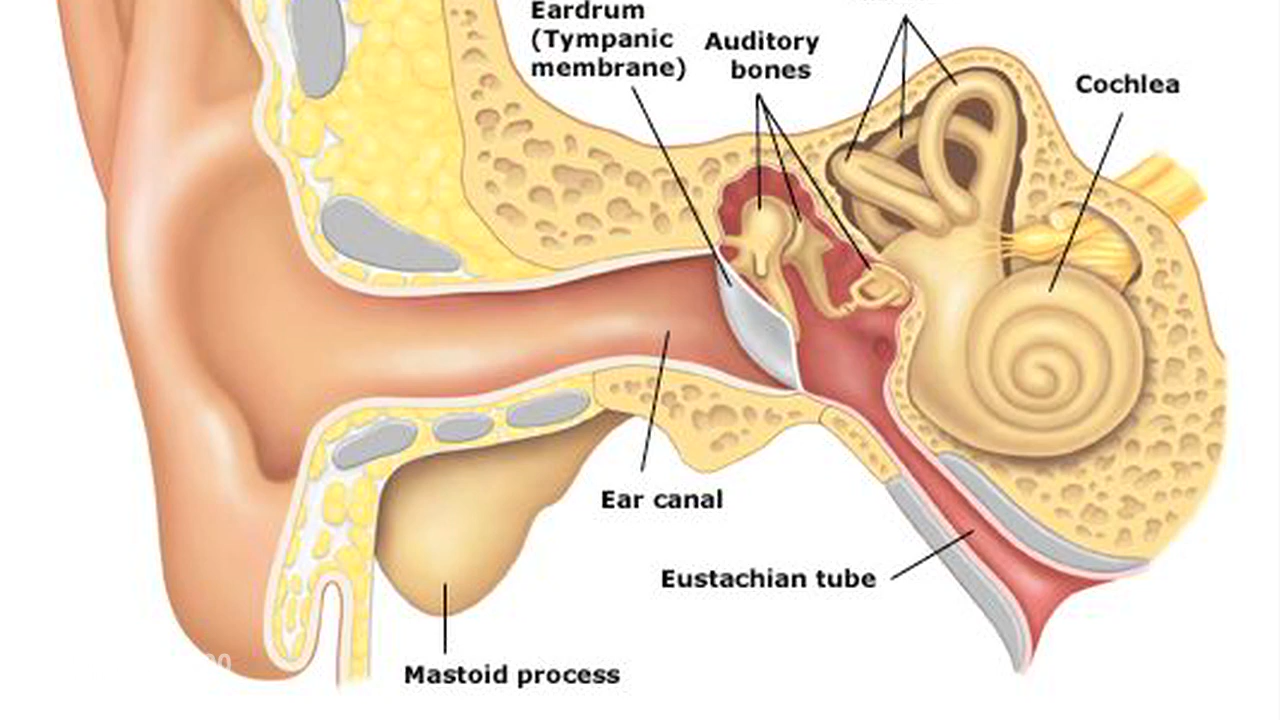 Eardrum
(Tympanic
membrane)
Auditory
bones
Cochlea
Ear canal
Eustachian tube
Mastoid process